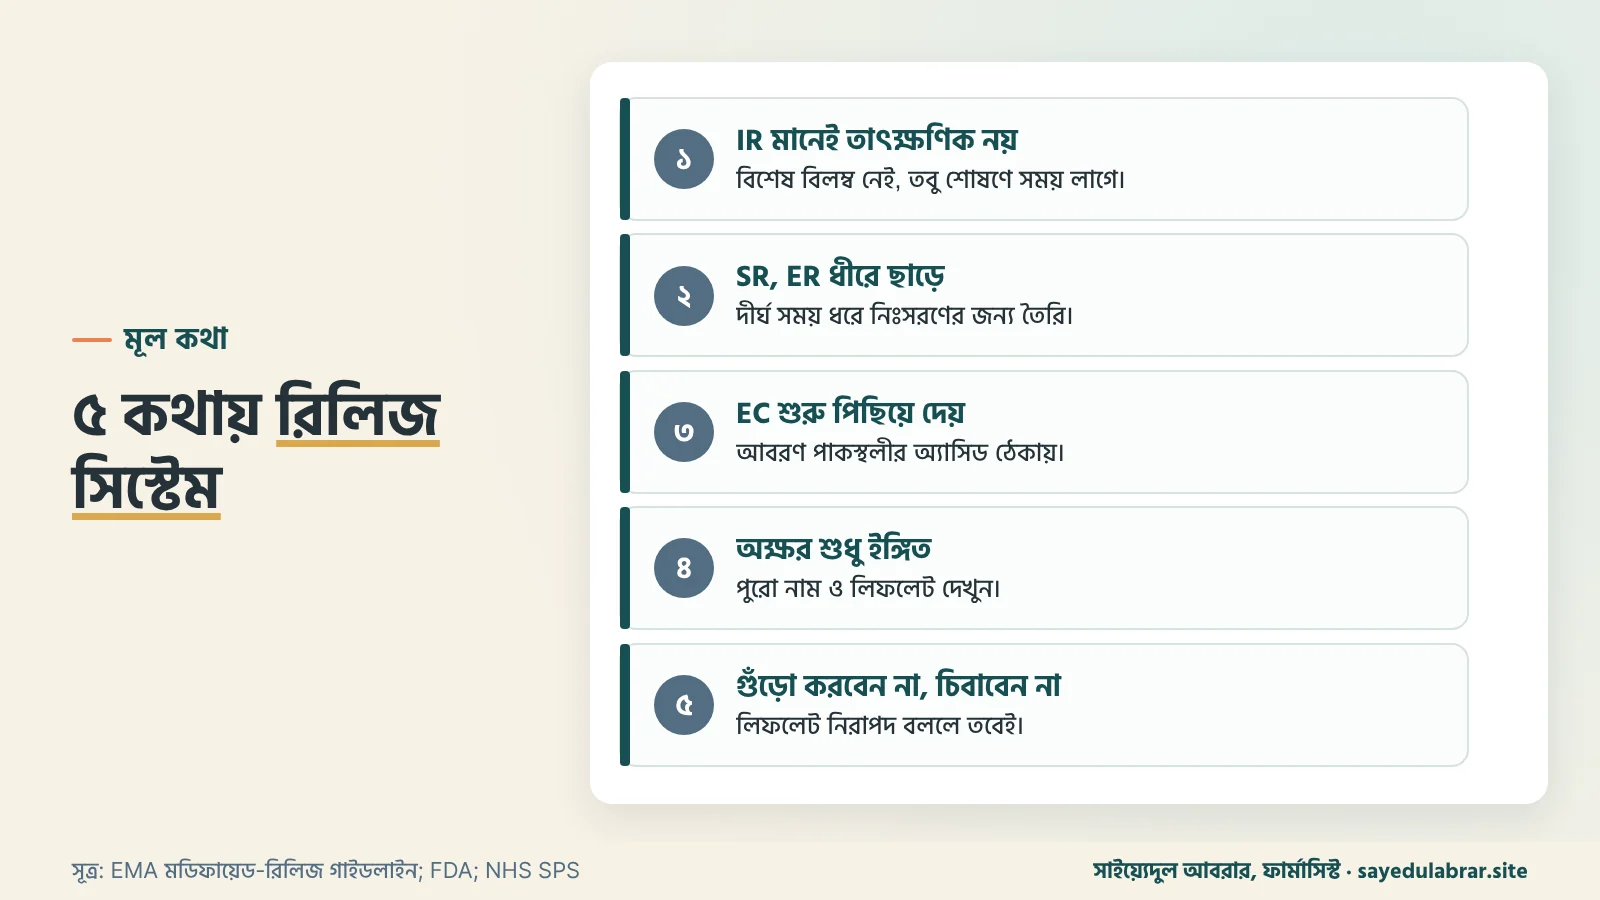 মূল কথা
৫ কথায় রিলিজ
সিস্টেম
১
IR মানেই তাৎক্ষণিক নয়
বিশেষ বিলম্ব নেই, তবু শোষণে সময় লাগে।
২
SR, ER ধীরে ছাড়ে
দীর্ঘ সময় ধরে নিঃসরণের জন্য তৈরি।
৩
EC শুরু পিছিয়ে দেয়
আবরণ পাকস্থলীর অ্যাসিড ঠেকায়।
৪
অক্ষর শুধু ইঙ্গিত
পুরো নাম ও লিফলেট দেখুন।
৫
গুঁড়ো করবেন না, চিবাবেন না
লিফলেট নিরাপদ বললে তবেই।
সূত্র: EMA মডিফায়েড-রিলিজ গাইডলাইন; FDA; NHS SPS
সাইয়্যেদুল আবরার, ফার্মাসিস্ট · sayedulabrar.site